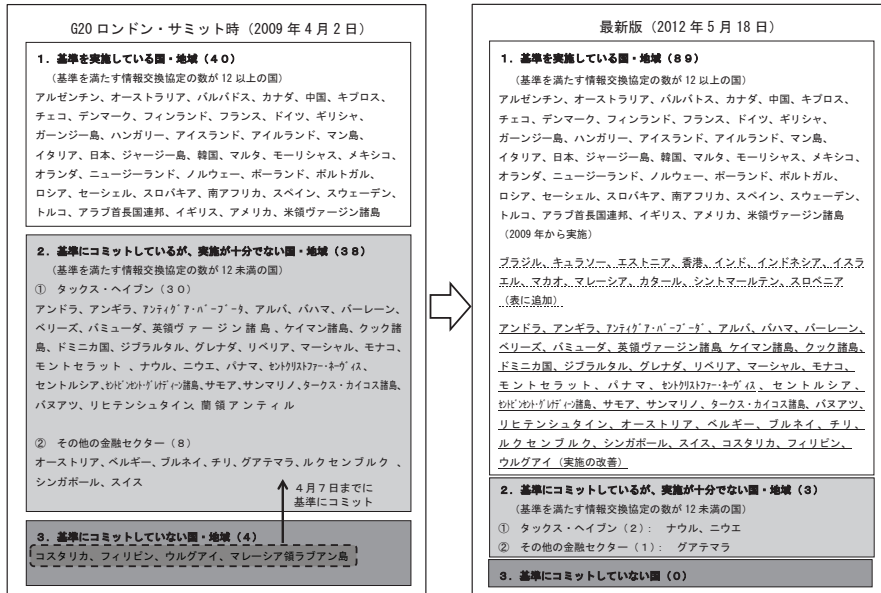 G20 ロンドン・サミット時（2009 年 4 月 2 日）
1．基準を実施している国・地域（４０）
（基準を満たす情報交換協定の数が 12 以上の国）
アルゼンチン、オーストラリア、バルバドス、カナダ、中国、キプロス、
チェコ、デンマーク、フィンランド、フランス、ドイツ、ギリシャ、
ガーンジー島、ハンガリー、アイスランド、アイルランド、マン島、
イタリア、日本、ジャージー島、韓国、マルタ、モーリシャス、メキシコ、
オランダ、ニュージーランド、ノルウェー、ポーランド、ポルトガル、
ロシア、セーシェル、スロバキア、南アフリカ、スペイン、スウェーデン、
トルコ、アラブ首長国連邦、イギリス、アメリカ、米領ヴァージン諸島
2．基準にコミットしているが、実施が十分でない国・地域（３８）
（基準を満たす情報交換協定の数が 12 未満の国）
① タックス・ヘイブン（３０）
アンドラ、アンギラ、アンティグア・バーブーダ、アルバ、バハマ、バーレーン、
ベリーズ、バミューダ、英領ヴァージン諸島、ケイマン諸島、クック諸
島、ドミニカ国、ジブラルタル、グレナダ、リベリア、マーシャル、モナコ、
モントセラット 、ナウル、ニウエ、パナマ、セントクリストファー・ネーヴィス、
セントルシア、セントビンセント・グレナディーン諸島、サモア、サンマリノ、タークス・カイコス諸島、
バヌアツ、リヒテンシュタイン、蘭領アンティル
② その他の金融セクター（８）
オーストリア、ベルギー、ブルネイ、チリ、グアテマラ、ルクセンブルク 、
シンガポール、スイス
４月７日までに
基準にコミット
3．基準にコミットしていない国・地域（４）
コスタリカ、フィリピン、ウルグアイ、マレーシア領ラブアン島
最新版（2012 年 5 月 18 日）
1．基準を実施している国・地域（８９）
（基準を満たす情報交換協定の数が 12 以上の国）
アルゼンチン、オーストラリア、バルバトス、カナダ、中国、キプロス、
チェコ、デンマーク、フィンランド、フランス、ドイツ、ギリシャ、
ガーンジー島、ハンガリー、アイスランド、アイルランド、マン島、
イタリア、日本、ジャージー島、韓国、マルタ、モーリシャス、メキシコ、
オランダ、ニュージーランド、ノルウェー、ポーランド、ポルトガル、
ロシア、セーシェル、スロバキア、南アフリカ、スペイン、スウェーデン、
トルコ、アラブ首長国連邦、イギリス、アメリカ、米領ヴァージン諸島
（2009 年から実施）
ブラジル、キュラソー、エストニア、香港、インド、インドネシア、イスラ
エル、マカオ、マレーシア、カタール、シントマールテン、スロベニア
（表に追加）
アンドラ、アンギラ、アンティグア・バーブーダ、アルバ、バハマ、バーレーン、
ベリーズ、バミューダ、英領ヴァージン諸島、ケイマン諸島、クック諸島、
ドミニカ国、ジブラルタル、グレナダ、リベリア、マーシャル、モナコ、
モントセラット、パナマ、セントクリストファー・ネーヴィス、セントルシア、
セントビンセント・グレナディーン諸島、サモア、サンマリノ、タークス・カイコス諸島、バヌアツ、
リヒテンシュタイン、オーストリア、ベルギー、ブルネイ、チリ、
ルクセンブルク、シンガポール、スイス、コスタリカ、フィリピン、
ウルグアイ（実施の改善）
2．基準にコミットしているが、実施が十分でない国・地域（３）
（基準を満たす情報交換協定の数が 12 未満の国）
① タックス・ヘイブン（２）： ナウル、ニウエ
② その他の金融セクター（１）： グアテマラ
3．基準にコミットしていない国（０）